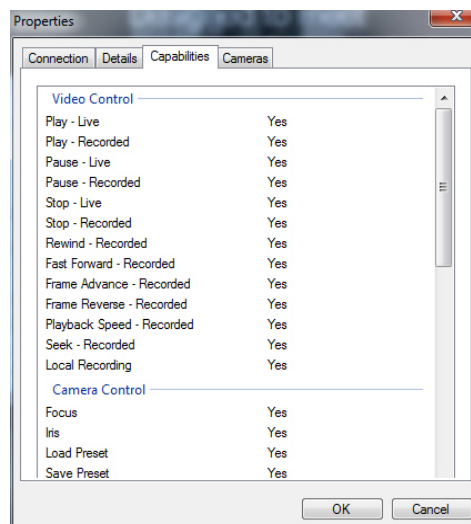 Properties
Connection Details Capabilities Cameras
Video Control
Play - Live Yes
Play - Recorded Yes
Pause - Live Yes
Pause - Recorded Yes
Stop - Live Yes
Stop - Recorded Yes
Rewind - Recorded Yes
Fast Forward - Recorded Yes
Frame Advance - Recorded Yes
Frame Reverse - Recorded Yes
Playback Speed - Recorded Yes
Seek - Recorded Yes
Local Recording Yes
Camera Control
Focus Yes
Iris Yes
Load Preset Yes
Save Preset Yes
OK Cancel